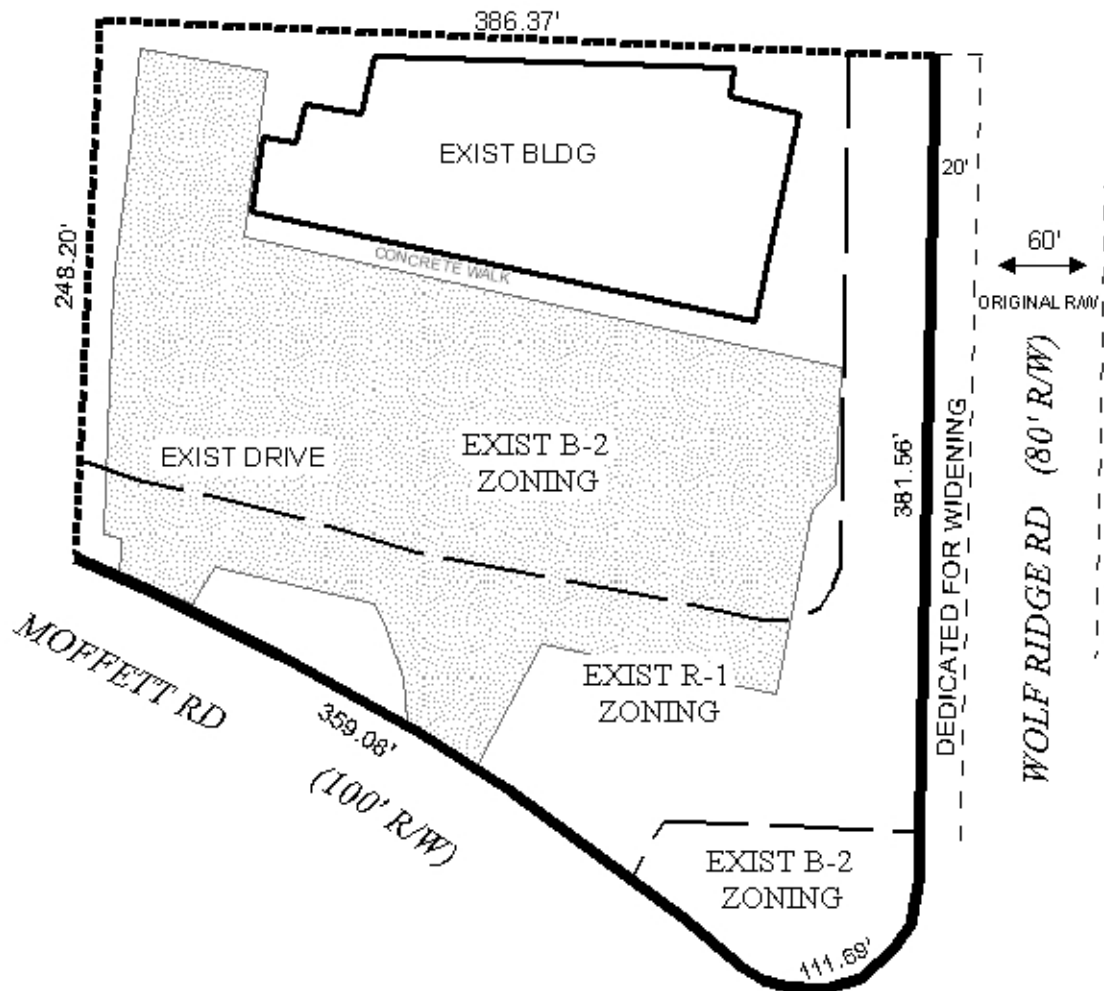 386.37'
EXIST BLDG
20'
CONCRETE WALK
248.20'
60'
ORIGINAL R/W
EXIST B-2
ZONING
EXIST DRIVE
381.56'
DEDICATED FOR WIDENING
WOLF RIDGE RD (80' R/W)
MOFFETT RD
359.08'
(100' R/W)
EXIST R-1
ZONING
EXIST B-2
ZONING
111.69'